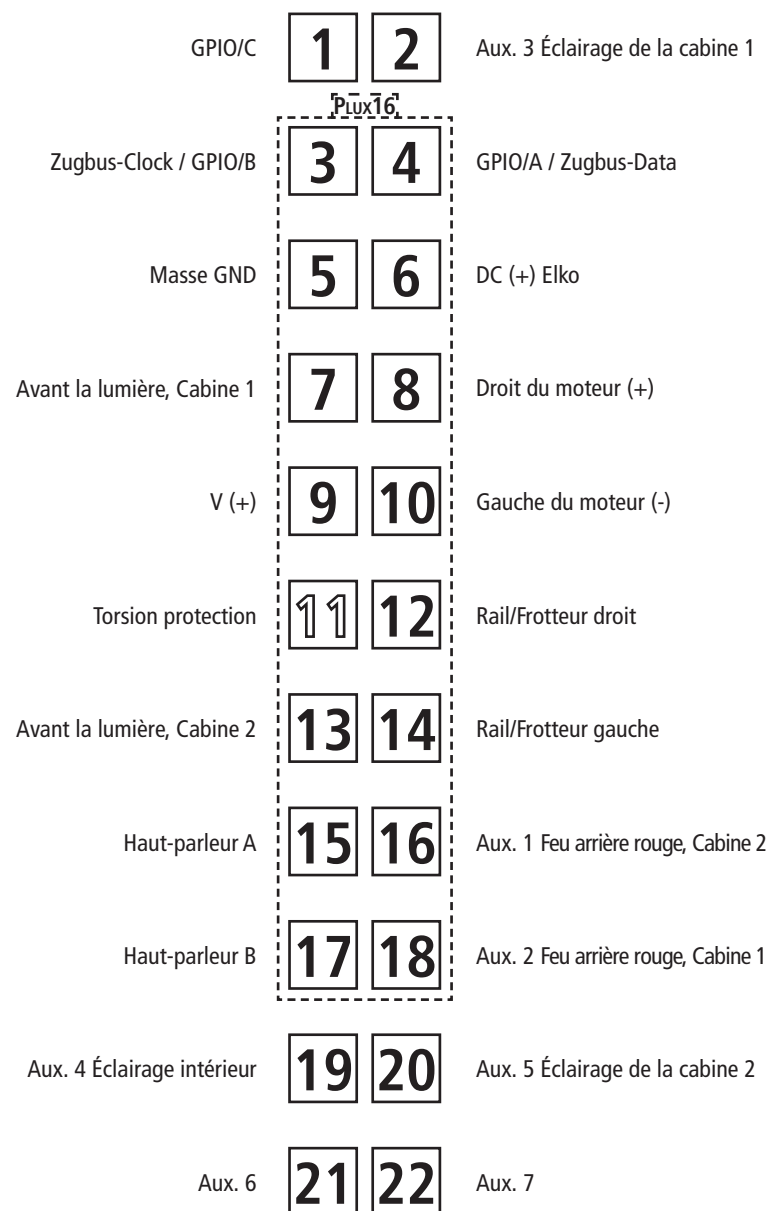 GPIO/C 1 2 Aux. 3 Éclairage de la cabine 1
PLUX16
Zugbus-Clock / GPIO/B 3 4 GPIO/A / Zugbus-Data
Masse GND 5 6 DC (+) Elko
Avant la lumière, Cabine 1 7 8 Droit du moteur (+)
V (+) 9 10 Gauche du moteur (-)
Torsion protection 11 12 Rail/Frotteur droit
Avant la lumière, Cabine 2 13 14 Rail/Frotteur gauche
Haut-parleur A 15 16 Aux. 1 Feu arrière rouge, Cabine 2
Haut-parleur B 17 18 Aux. 2 Feu arrière rouge, Cabine 1
Aux. 4 Éclairage intérieur 19 20 Aux. 5 Éclairage de la cabine 2
Aux. 6 21 22 Aux. 7